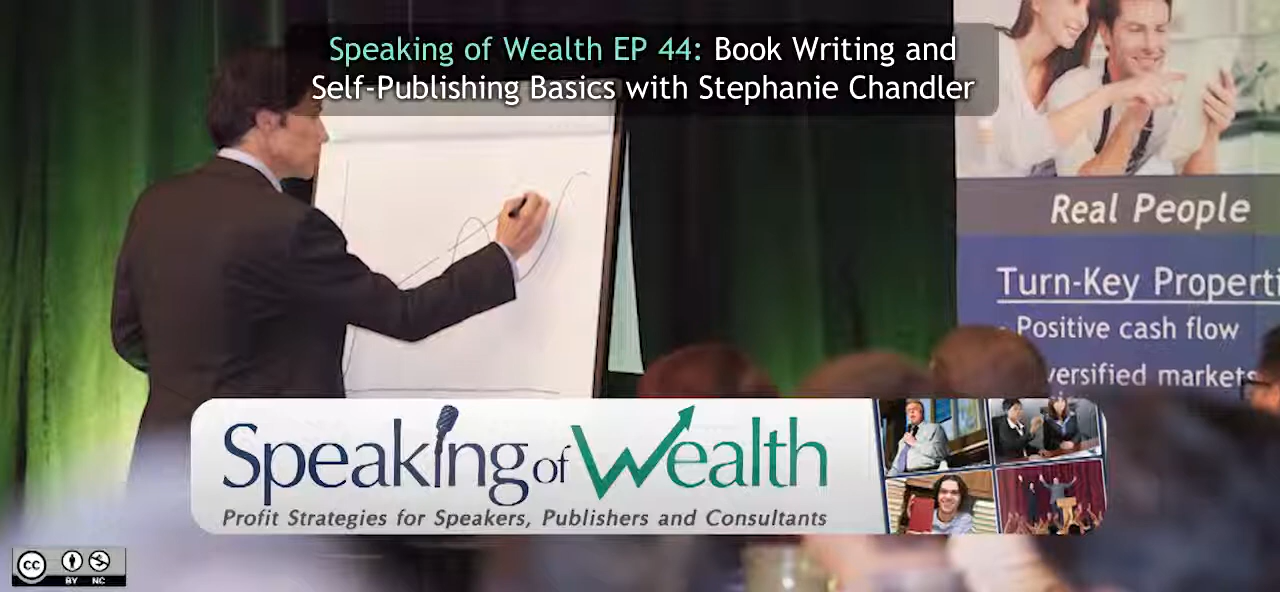 Speaking of Wealth EP 44: Book Writing and
Self-Publishing Basics with Stephanie Chandler
Real People
Turn-Key Properti
Positive cash flow
versified markets
Speaking of Wealth
Profit Strategies for Speakers, Publishers and Consultants
cc
BY NC